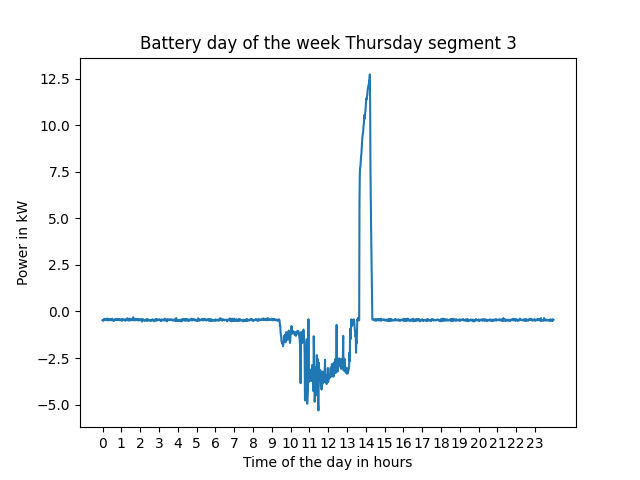 Battery day of the week Thursday segment 3
12.5
10.0
7.5
5.0
2.5
0.0
−2.5
−5.0
Power in kW
0 1 2 3 4 5 6 7 8 9 10 11 12 13 14 15 16 17 18 19 20 21 22 23
Time of the day in hours